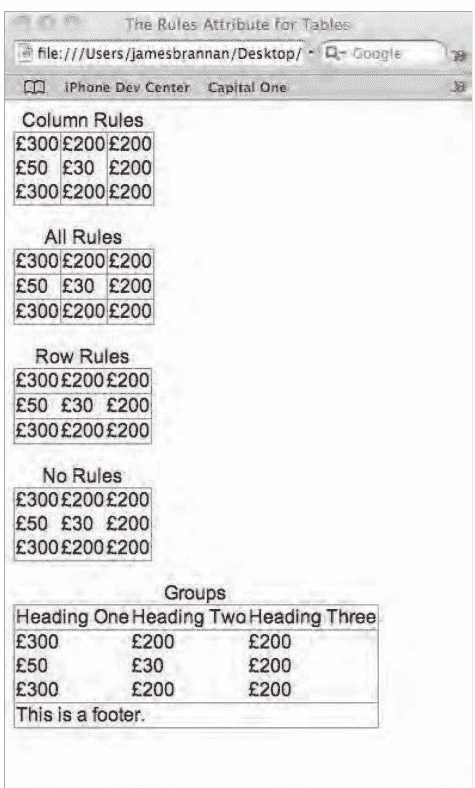 The Rules Attribute for Tables
file:///Users/jamesbrannan/Desktop/ Google
iPhone Dev Center Capital One
Column Rules
£300 £200 £200
£50 £30 £200
£300 £200 £200
All Rules
£300 £200 £200
£50 £30 £200
£300 £200 £200
Row Rules
£300 £200 £200
£50 £30 £200
£300 £200 £200
No Rules
£300 £200 £200
£50 £30 £200
£300 £200 £200
Groups
Heading One Heading Two Heading Three
£300 £200 £200
£50 £30 £200
£300 £200 £200
This is a footer.